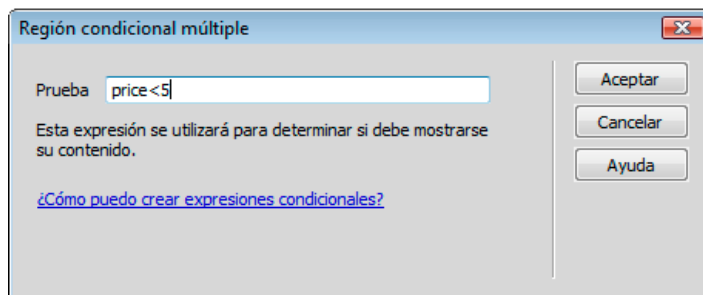 Región condicional múltiple
Prueba price<5
Aceptar
Esta expresión se utilizará para determinar si debe mostrarse
su contenido.
Cancelar
Ayuda
¿Cómo puedo crear expresiones condicionales?